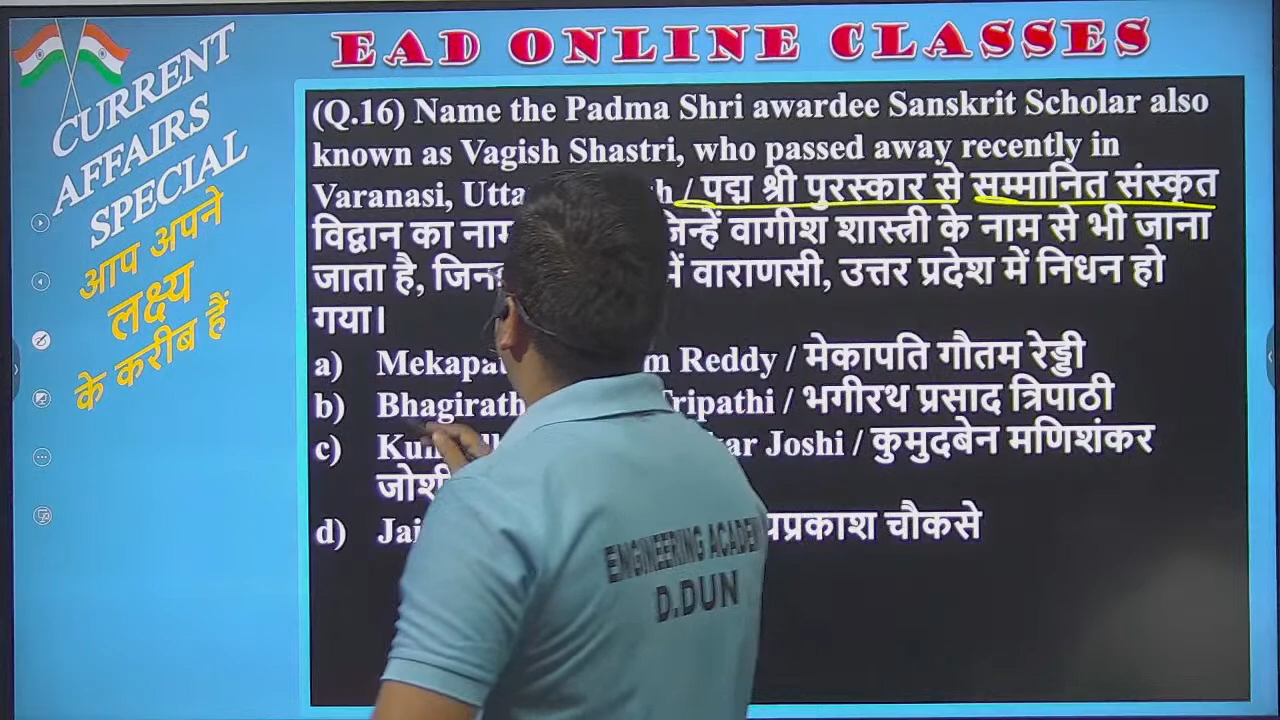 EAD ONLINE CLASSES
CURRENT
AFFAIRS
SPECIAL
आप अपने
लक्ष्य
के करीब हैं
(Q.16) Name the Padma Shri awardee Sanskrit Scholar also
known as Vagish Shastri, who passed away recently in
Varanasi, / पद्म श्री पुरस्कार से सम्मानित संस्कृत
विद्वान का नाम जिन्हें वागीश शास्त्री के नाम से भी जाना
जाता है, में वाराणसी, उत्तर प्रदेश में निधन हो
गया।
a) Reddy / मेकापति गौतम रेड्डी
b) Tripathi / भगीरथ प्रसाद त्रिपाठी
c) Joshi / कुमुदबेन मणिशंकर
जोशी
d) चौकसे
ENGINEERING ACADEMY
D.DUN